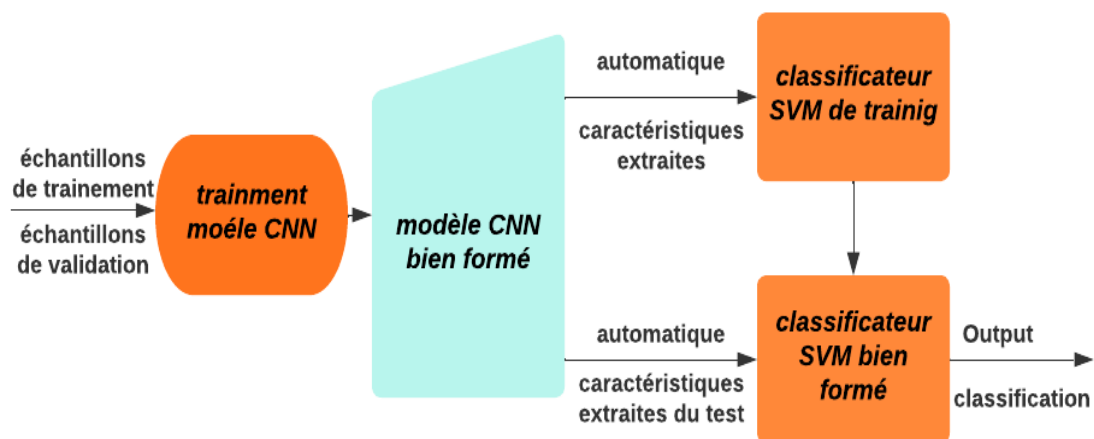 échantillons
de trainement
échantillons
de validation
trainment
moéle CNN
modèle CNN
bien formé
automatique
caractéristiques
extraites
classificateur
SVM de trainig
automatique
caractéristiques
extraites du test
classificateur
SVM bien
formé
Output
classification